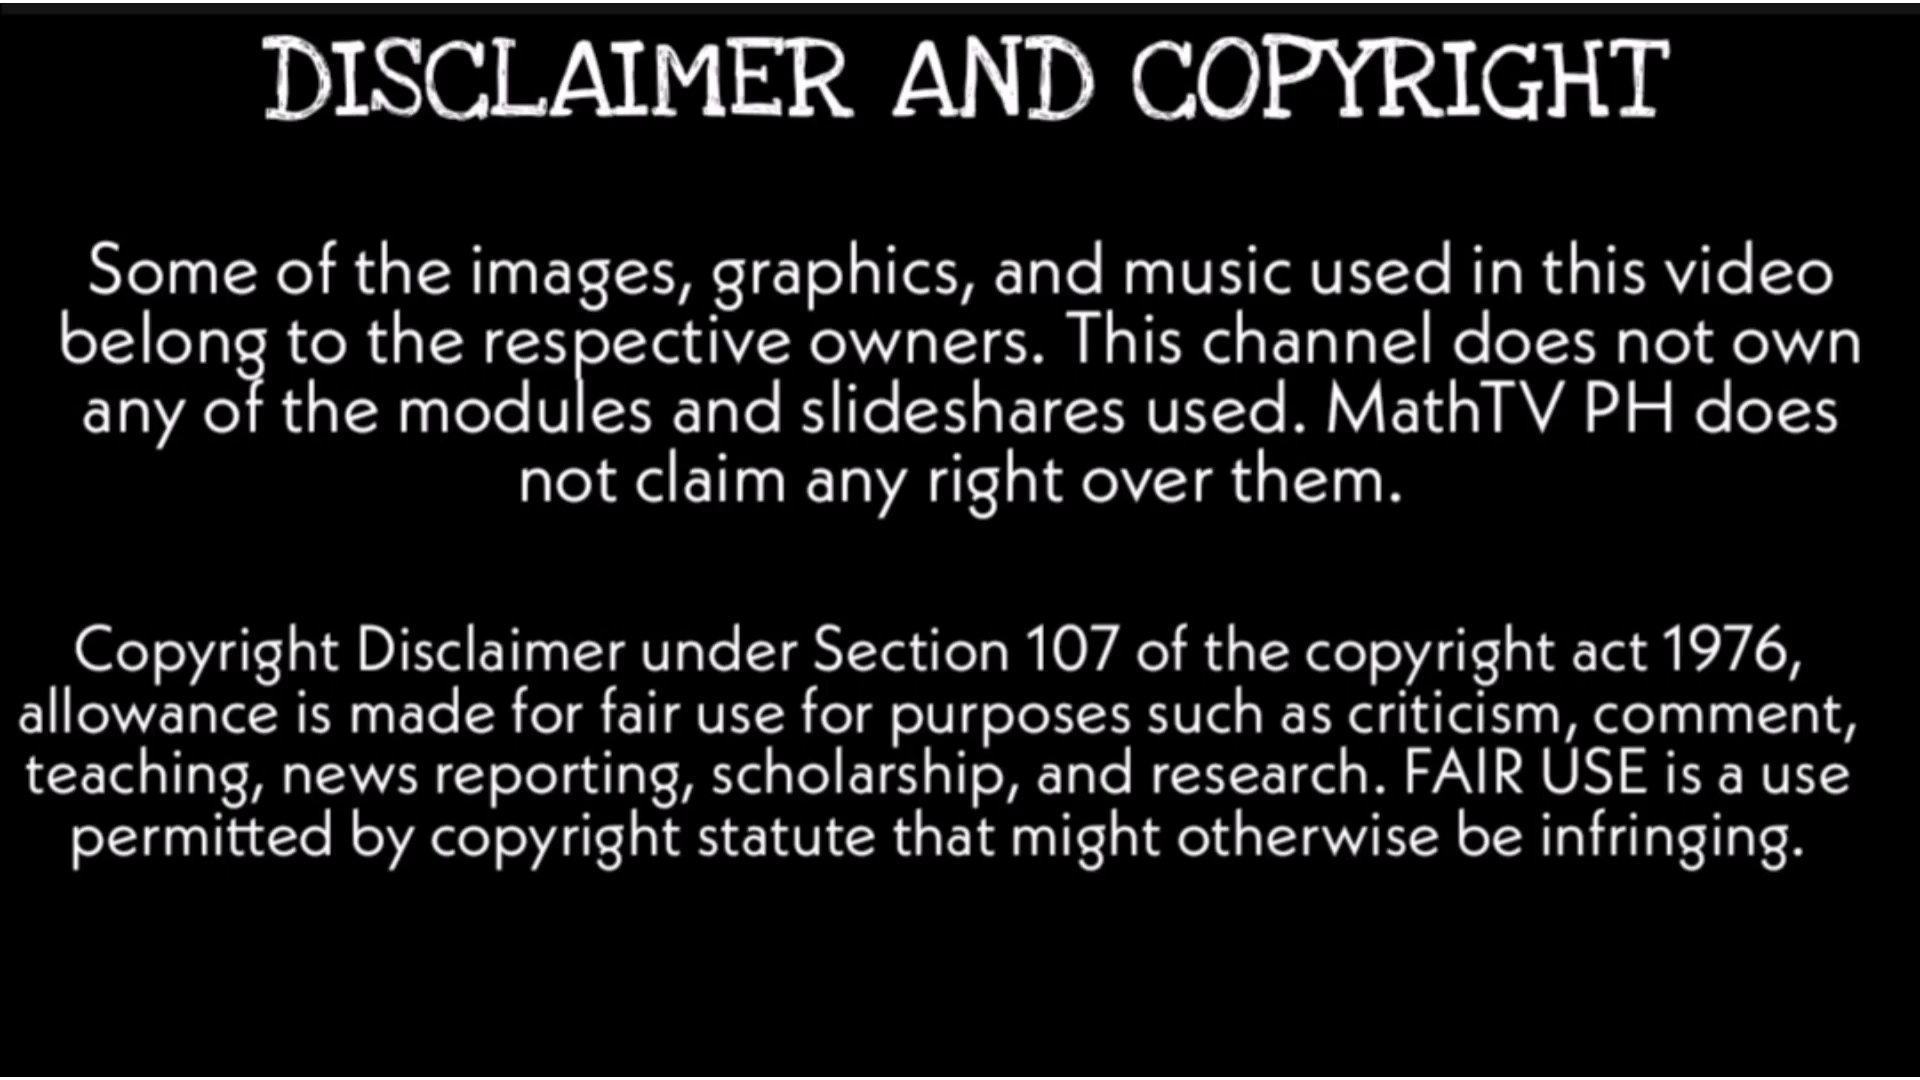 DISCLAIMER AND COPYRIGHT
Some of the images, graphics, and music used in this video
belong to the respective owners. This channel does not own
any of the modules and slideshares used. MathTV PH does
not claim any right over them.
Copyright Disclaimer under Section 107 of the copyright act 1976,
allowance is made for fair use for purposes such as criticism, comment,
teaching, news reporting, scholarship, and research. FAIR USE is a use
permitted by copyright statute that might otherwise be infringing.